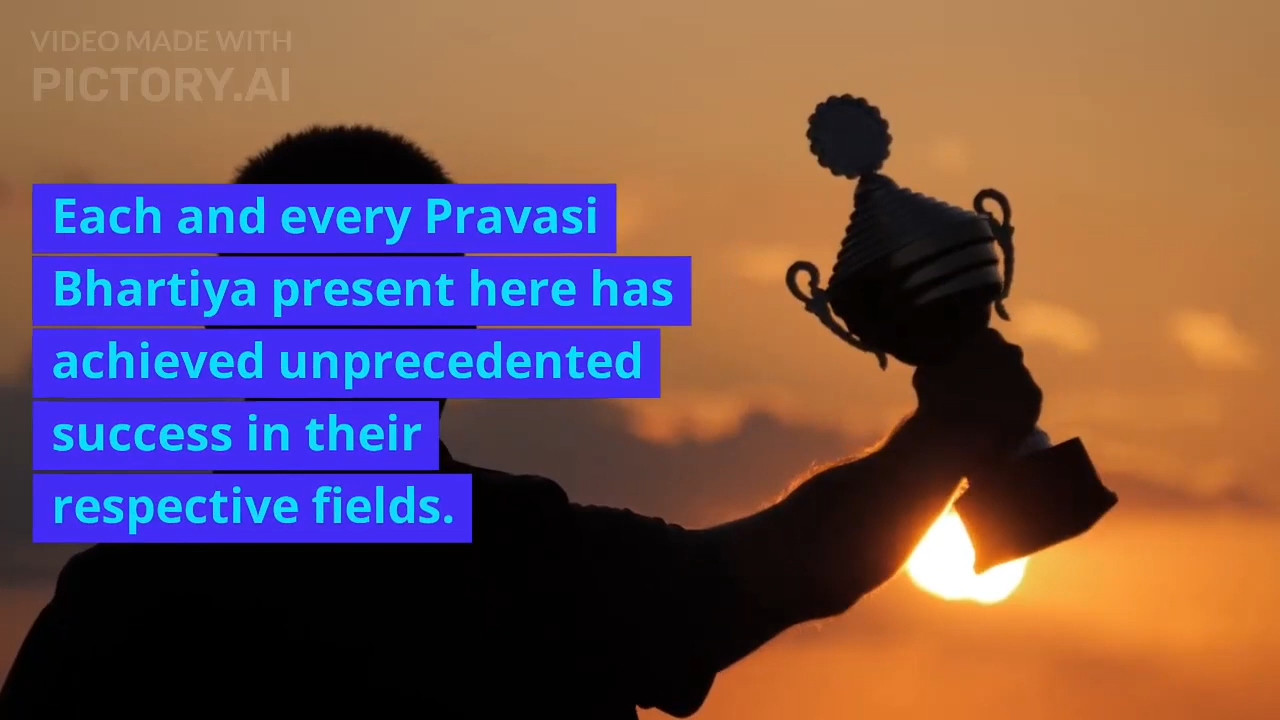 VIDEO MADE WITH
PICTORY.AI
Each and every Pravasi
Bhartiya present here has
achieved unprecedented
success in their
respective fields.